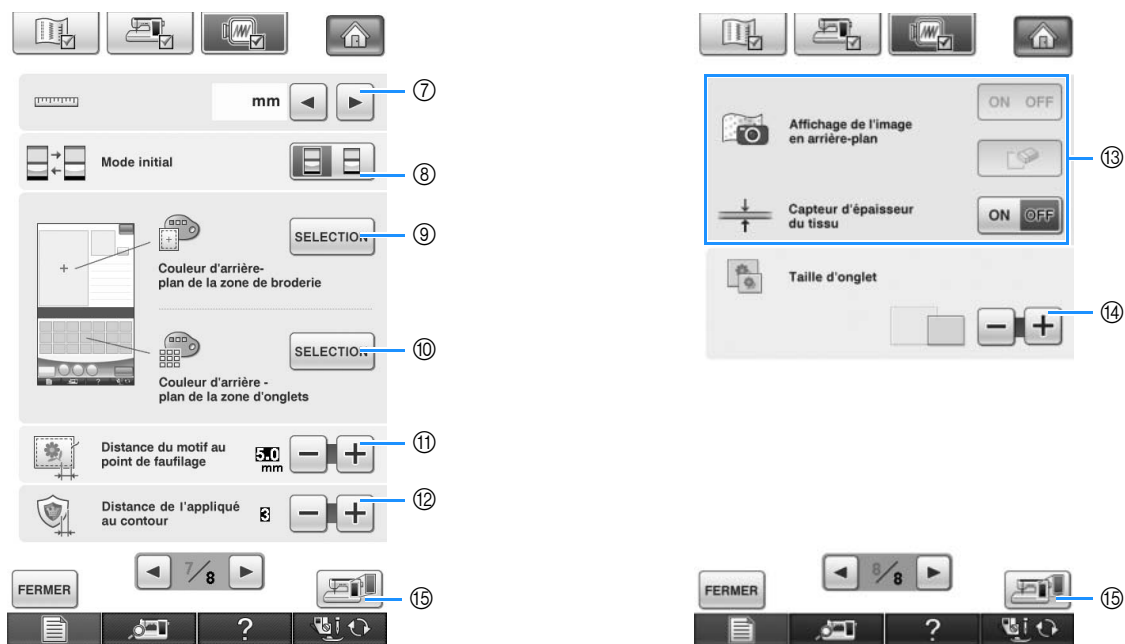 mm
⑦
Mode initial
⑧
SELECTION
⑨
Couleur d'arrière-
plan de la zone de broderie
SELECTION
⑩
Couleur d'arrière -
plan de la zone d'onglets
Distance du motif au
point de faufilage
5.0
mm
⑪
Distance de l'appliqué
au contour
3
⑫
FERMER
7/8
⑮
?
ON OFF
Affichage de l'image
en arrière-plan
⑬
Capteur d'épaisseur
du tissu
ON OFF
Taille d'onglet
⑭
FERMER
8/8
⑮
?